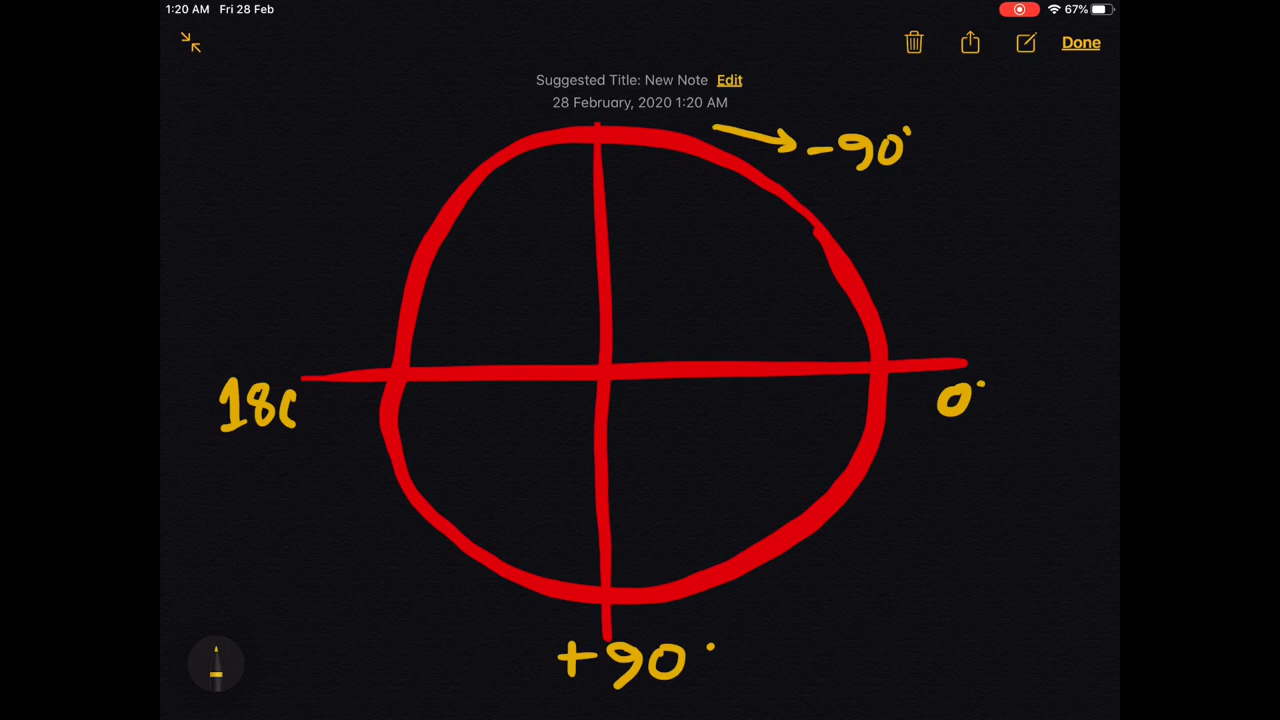 1:20 AM Fri 28 Feb
67%
Done
Suggested Title: New Note Edit
28 February, 2020 1:20 AM
-90°
180
0°
+90°